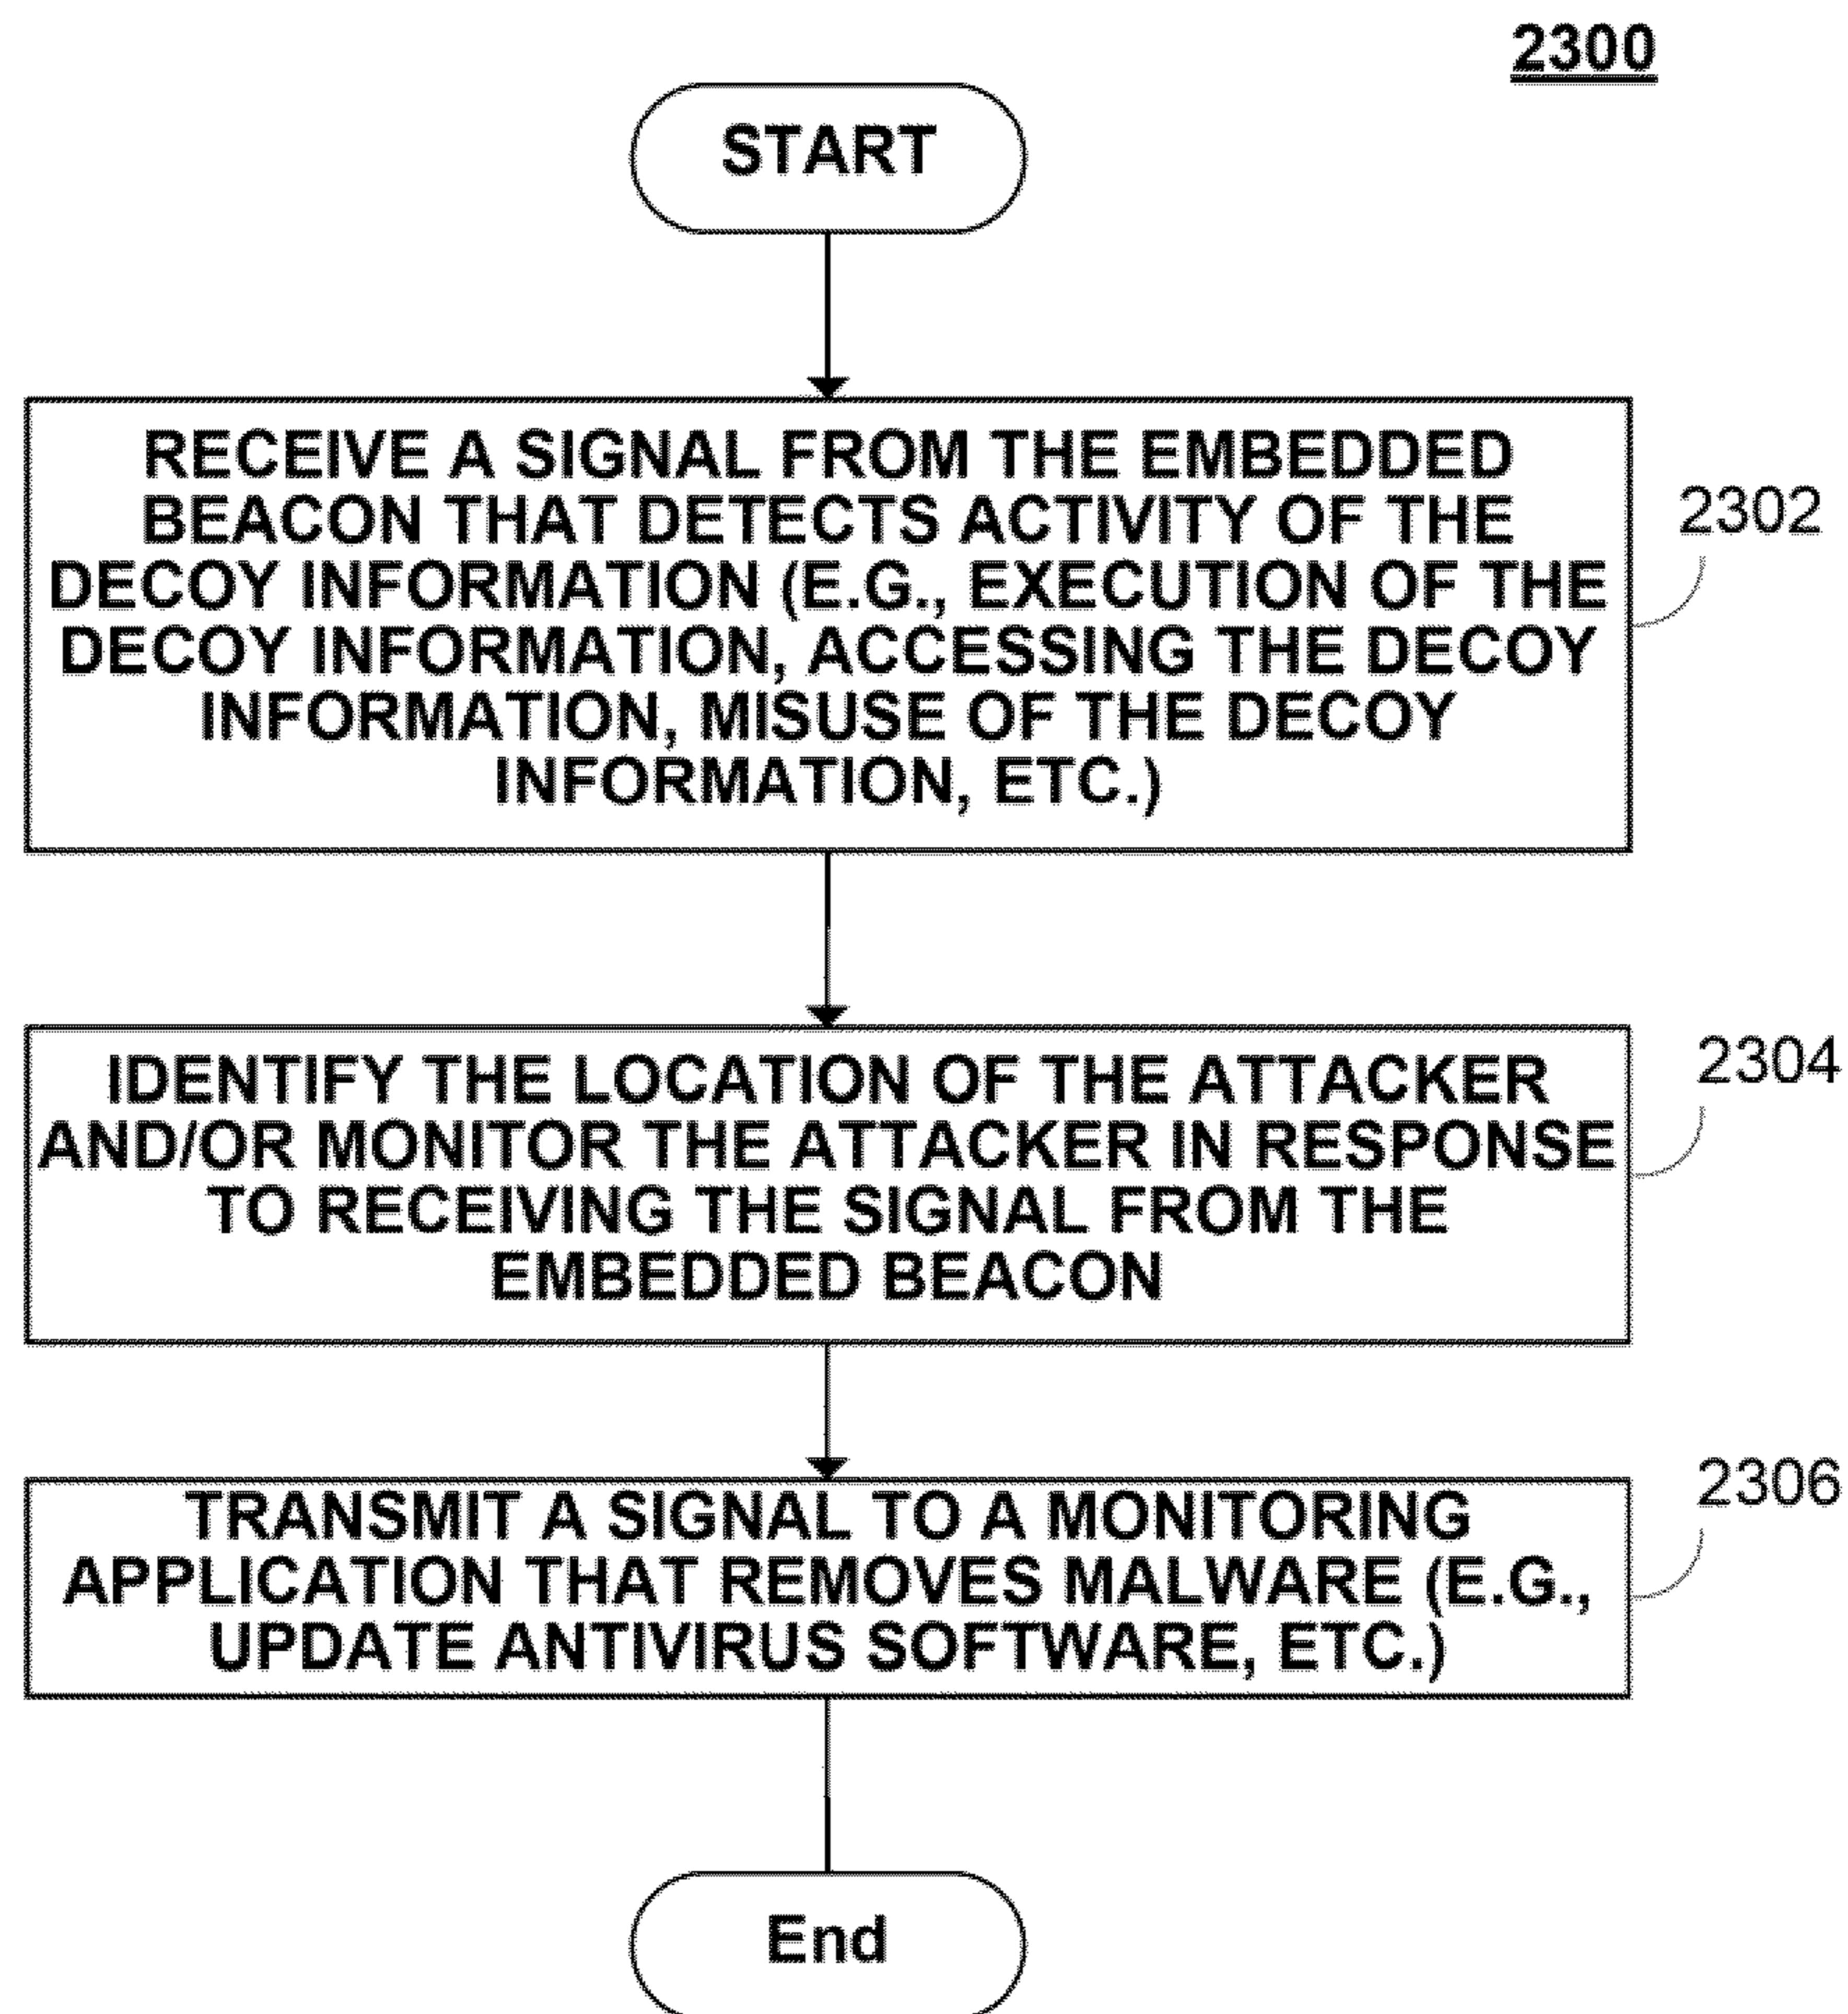 2300
START
RECEIVE A SIGNAL FROM THE EMBEDDED
BEACON THAT DETECTS ACTIVITY OF THE
DECOY INFORMATION (E.G., EXECUTION OF THE
DECOY INFORMATION, ACCESSING THE DECOY
INFORMATION, MISUSE OF THE DECOY
INFORMATION, ETC.)
2302
IDENTIFY THE LOCATION OF THE ATTACKER
AND/OR MONITOR THE ATTACKER IN RESPONSE
TO RECEIVING THE SIGNAL FROM THE
EMBEDDED BEACON
2304
TRANSMIT A SIGNAL TO A MONITORING
APPLICATION THAT REMOVES MALWARE (E.G.,
UPDATE ANTIVIRUS SOFTWARE, ETC.)
2306
End